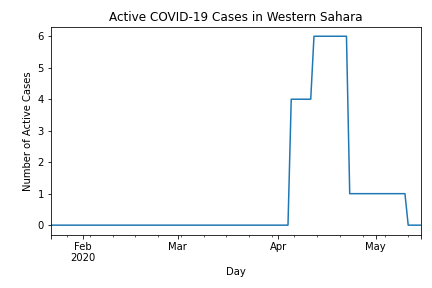 Active COVID-19 Cases in Western Sahara
Number of Active Cases
6
5
4
3
2
1
0
Feb Mar Apr May
2020
Day